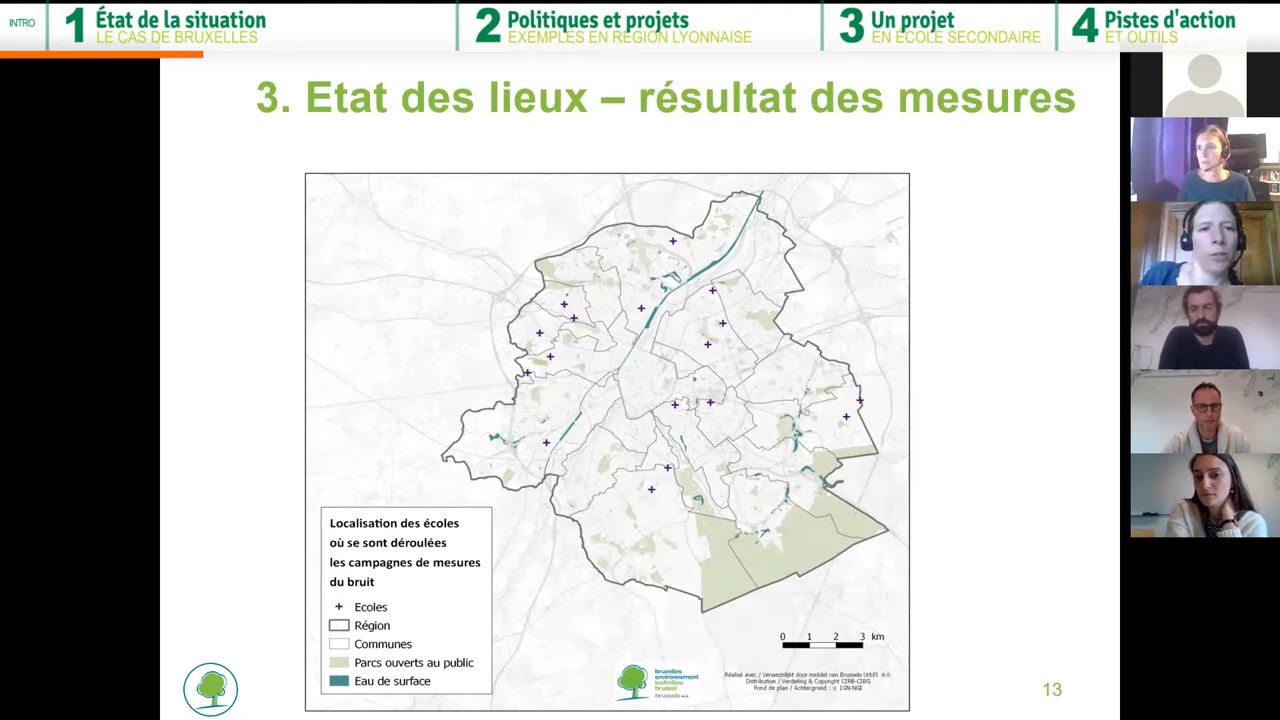 INTRO
1 État de la situation
LE CAS DE BRUXELLES
2 Politiques et projets
EXEMPLES EN RÉGION LYONNAISE
3 Un projet
EN ÉCOLE SECONDAIRE
4 Pistes d'action
ET OUTILS
3. Etat des lieux – résultat des mesures
Localisation des écoles
où se sont déroulées
les campagnes de mesures
du bruit
Ecoles
Région
Communes
Parcs ouverts au public
Eau de surface
0 1 2 3 km
bruxelles
environnement
leefmilieu
brussel
brussels
Réalisé avec / Verwezenlijkt door middel van Brussels UrbIS
Distribution / Verdeling & Copyright CIRB-CIBG
Fond de plan / Achtergrond : © IGN-NGI
13